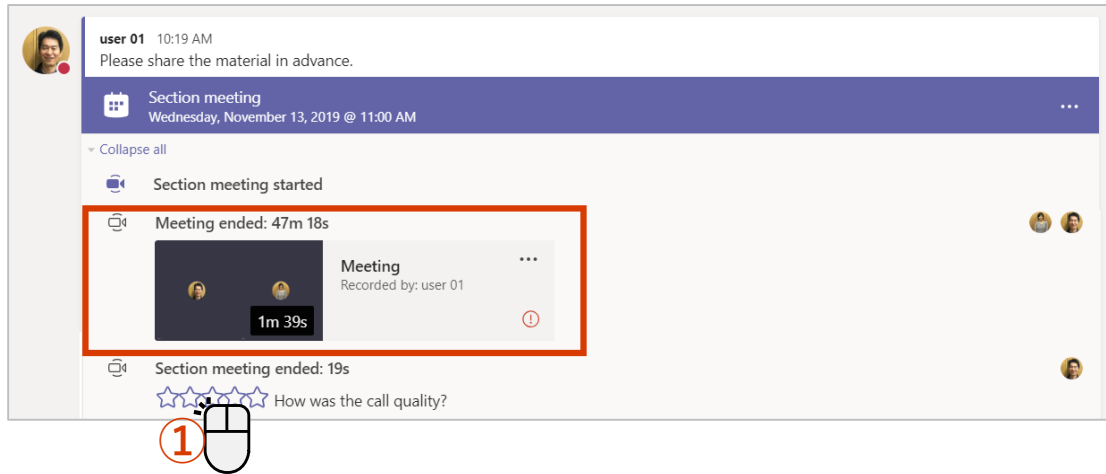 user 01 10:19 AM
Please share the material in advance.
Section meeting
Wednesday, November 13, 2019 @ 11:00 AM
Collapse all
Section meeting started
Meeting ended: 47m 18s
Meeting
Recorded by: user 01
1m 39s
Section meeting ended: 19s
How was the call quality?
①